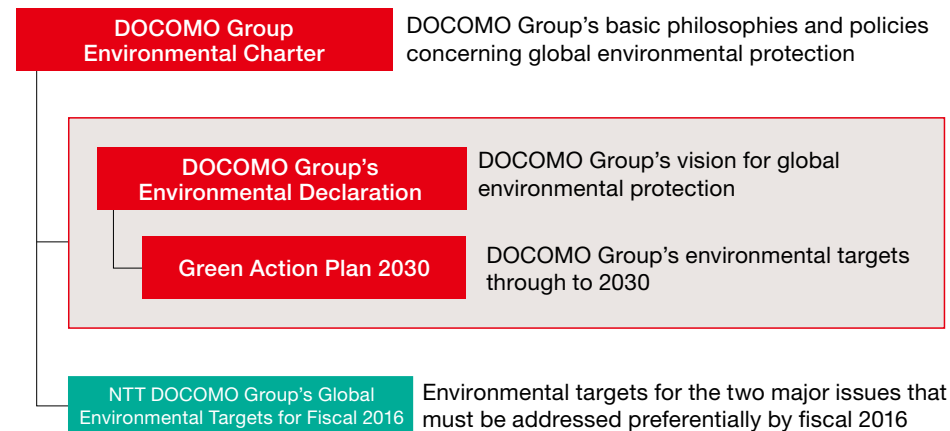 DOCOMO Group
Environmental Charter
DOCOMO Group's basic philosophies and policies
concerning global environmental protection
DOCOMO Group's
Environmental Declaration
DOCOMO Group's vision for global
environmental protection
Green Action Plan 2030
DOCOMO Group's environmental targets
through to 2030
NTT DOCOMO Group's Global
Environmental Targets for Fiscal 2016
Environmental targets for the two major issues that
must be addressed preferentially by fiscal 2016